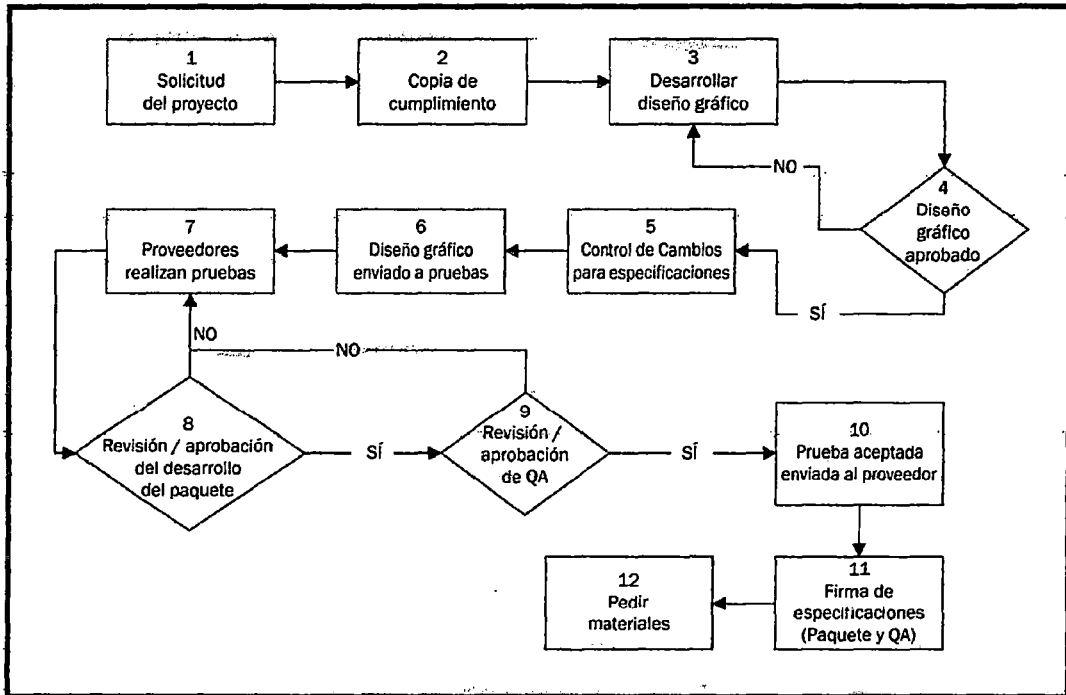 1
Solicitud
del proyecto
2
Copia de
cumplimiento
3
Desarrollar
diseño gráfico
NO
4
Diseño
gráfico
aprobado
SÍ
5
Control de Cambios
para especificaciones
6
Diseño gráfico
enviado a pruebas
7
Proveedores
realizan pruebas
NO
NO
8
Revisión / aprobación
del desarrollo
del paquete
SÍ
9
Revisión /
aprobación
de QA
SÍ
10
Prueba aceptada
enviada al proveedor
11
Firma de
especificaciones
(Paquete y QA)
12
Pedir
materiales